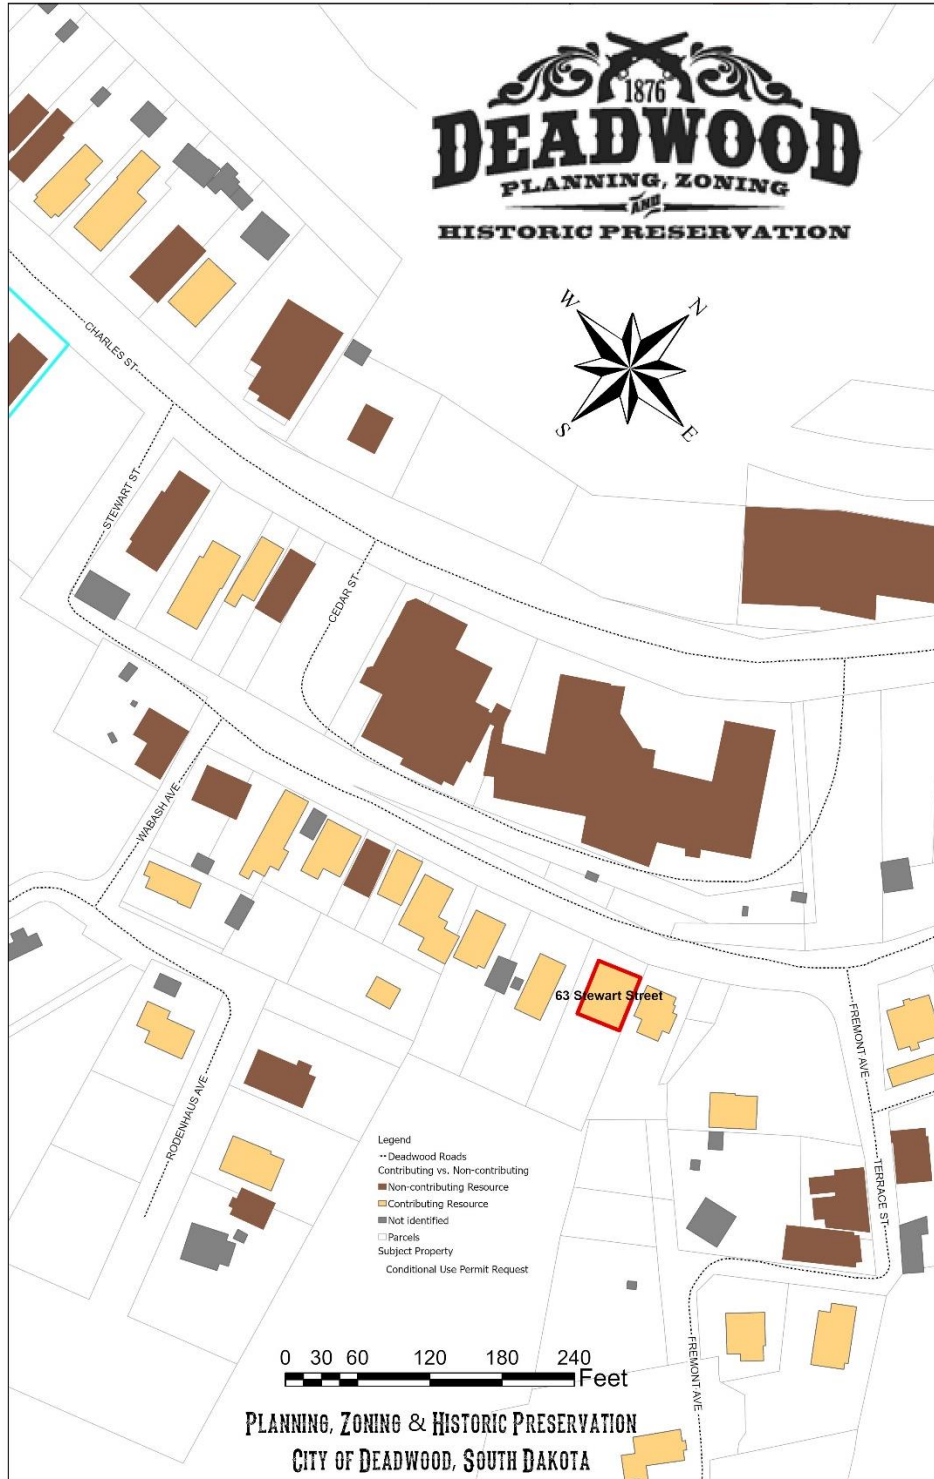 1876
DEADWOOD
PLANNING, ZONING
AND
HISTORIC PRESERVATION
W
N
S
E
CHARLES ST
STEWART ST
CEDAR ST
WABASH AVE
63 Stewart Street
FREMONT AVE
RODENHAUS AVE
TERRACE ST
FREMONT AVE
Legend
Deadwood Roads
Contributing vs. Non-contributing
Non-contributing Resource
Contributing Resource
Not identified
Parcels
Subject Property
Conditional Use Permit Request
0 30 60 120 180 240
Feet
PLANNING, ZONING & HISTORIC PRESERVATION
CITY OF DEADWOOD, SOUTH DAKOTA